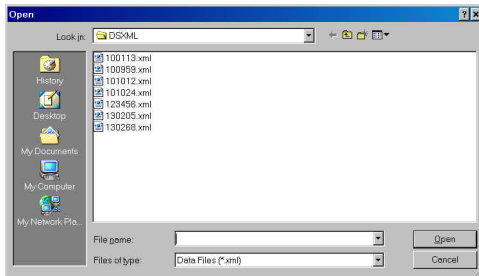 Open
Look in: DSXML
100113.xml
100959.xml
101012.xml
101024.xml
123456.xml
130205.xml
130268.xml
History
Desktop
My Documents
My Computer
My Network Pla...
File name:
Open
Files of type: Data Files (*.xml)
Cancel